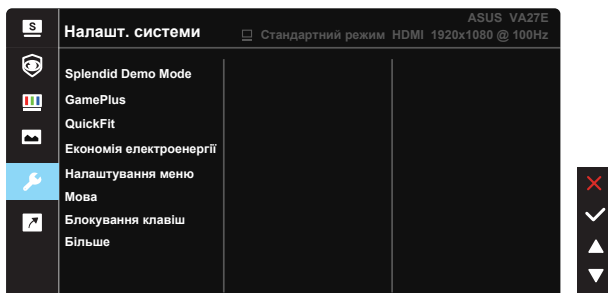 S
ASUS VA27E
Налашт. системи
Стандартний режим HDMI 1920x1080 @ 100Hz
Splendid Demo Mode
GamePlus
QuickFit
Економія електроенергії
Налаштування меню
Мова
Блокування клавіш
Більше